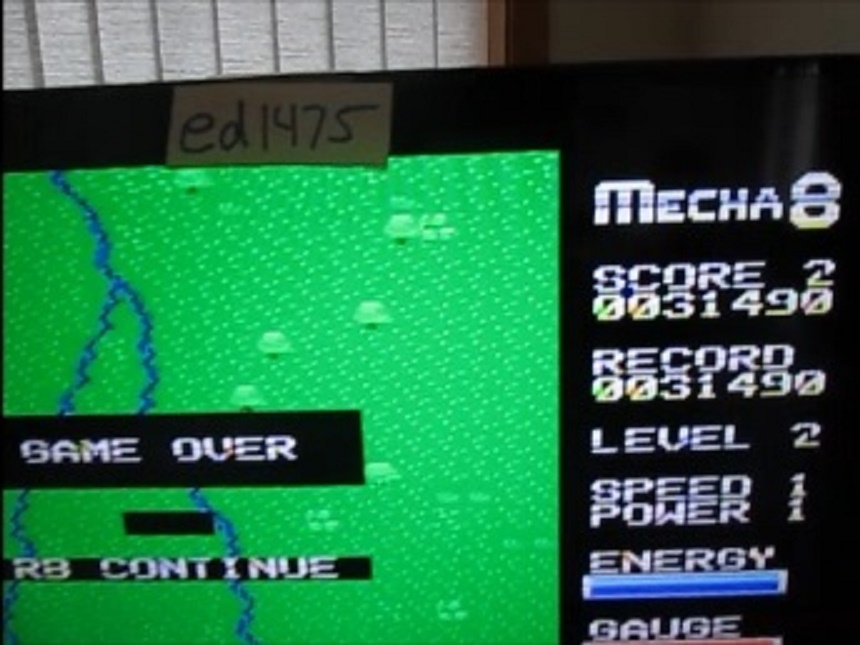 ed1475
MECHA 8
SCORE 2
0031490
RECORD
0031490
LEVEL 2
SPEED 1
POWER 1
ENERGY
GAUGE
GAME OVER
RB CONTINUE